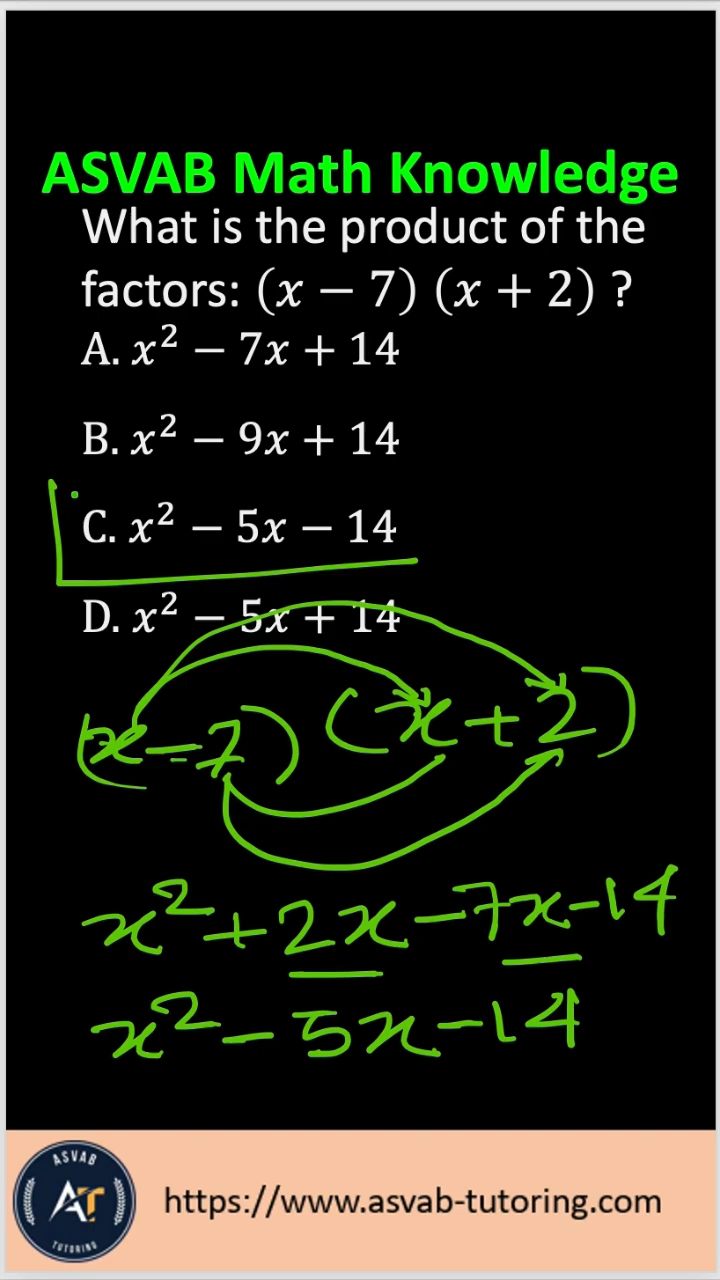 ASVAB Math Knowledge
What is the product of the
factors: (x − 7) (x + 2) ?
A. x² − 7x + 14
B. x² − 9x + 14
C. x² − 5x − 14
D. x² − 5x + 14
(x−7) (x+2)
x²+2x−7x−14
x²−5x−14
ASVAB
AT
TUTORING
https://www.asvab-tutoring.com